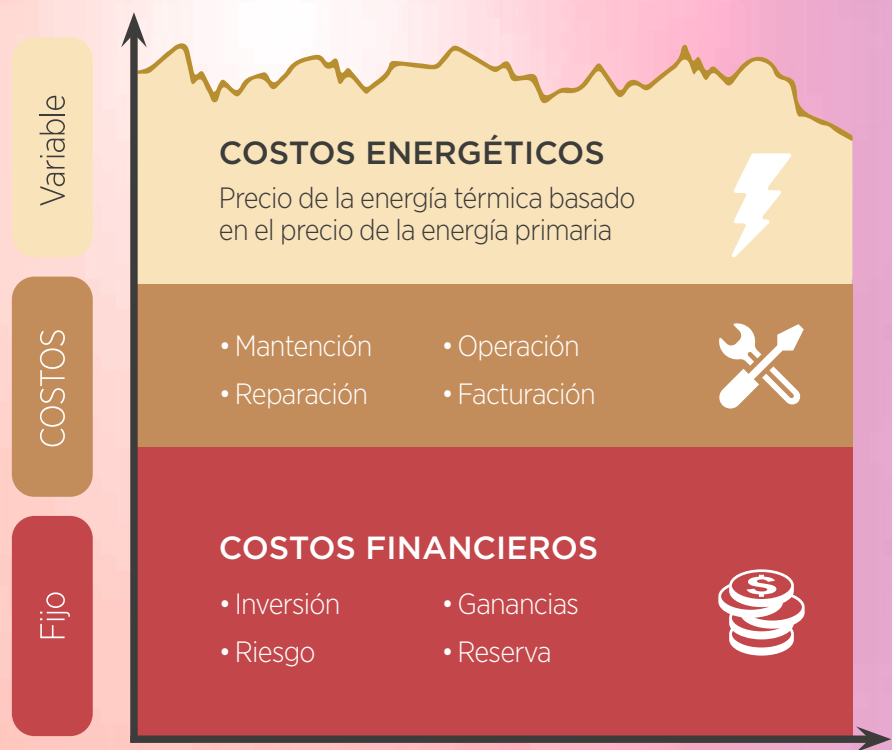 Variable
COSTOS ENERGÉTICOS
Precio de la energía térmica basado
en el precio de la energía primaria
COSTOS
• Mantención
• Operación
• Reparación
• Facturación
Fijo
COSTOS FINANCIEROS
• Inversión
• Ganancias
• Riesgo
• Reserva
$